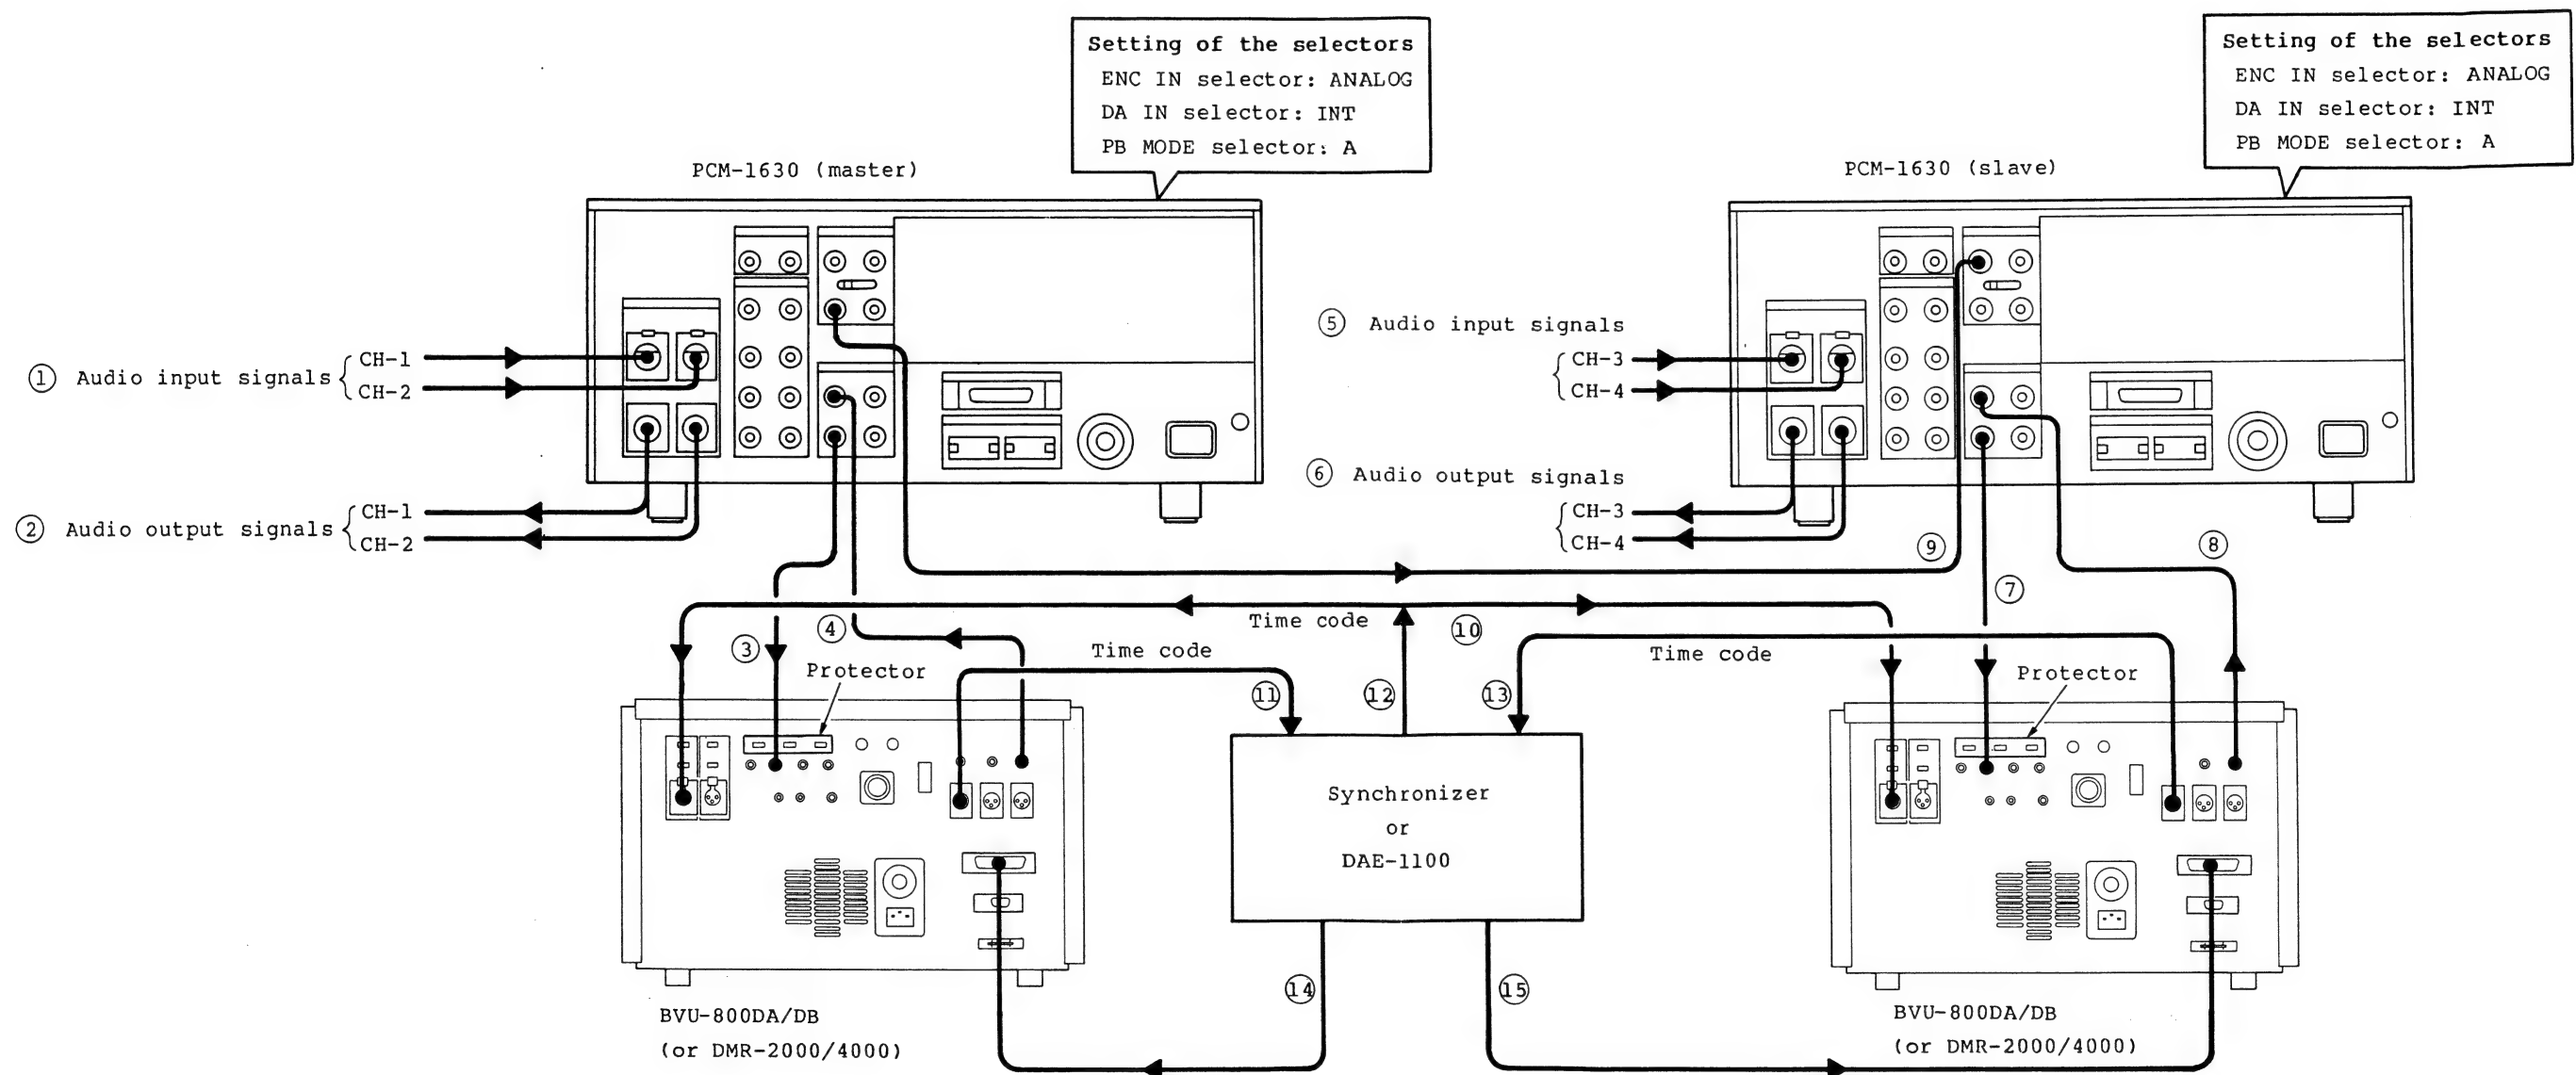 Setting of the selectors
ENC IN selector: ANALOG
DA IN selector: INT
PB MODE selector: A
Setting of the selectors
ENC IN selector: ANALOG
DA IN selector: INT
PB MODE selector: A
PCM-1630 (master)
PCM-1630 (slave)
① Audio input signals
CH-1
CH-2
⑤ Audio input signals
CH-3
CH-4
② Audio output signals
CH-1
CH-2
⑥ Audio output signals
CH-3
CH-4
⑨
⑧
⑦
③
④
Time code
⑩
Time code
Time code
Protector
Protector
⑪
⑫
⑬
Synchronizer
or
DAE-1100
⑭
⑮
BVU-800DA/DB
(or DMR-2000/4000)
BVU-800DA/DB
(or DMR-2000/4000)